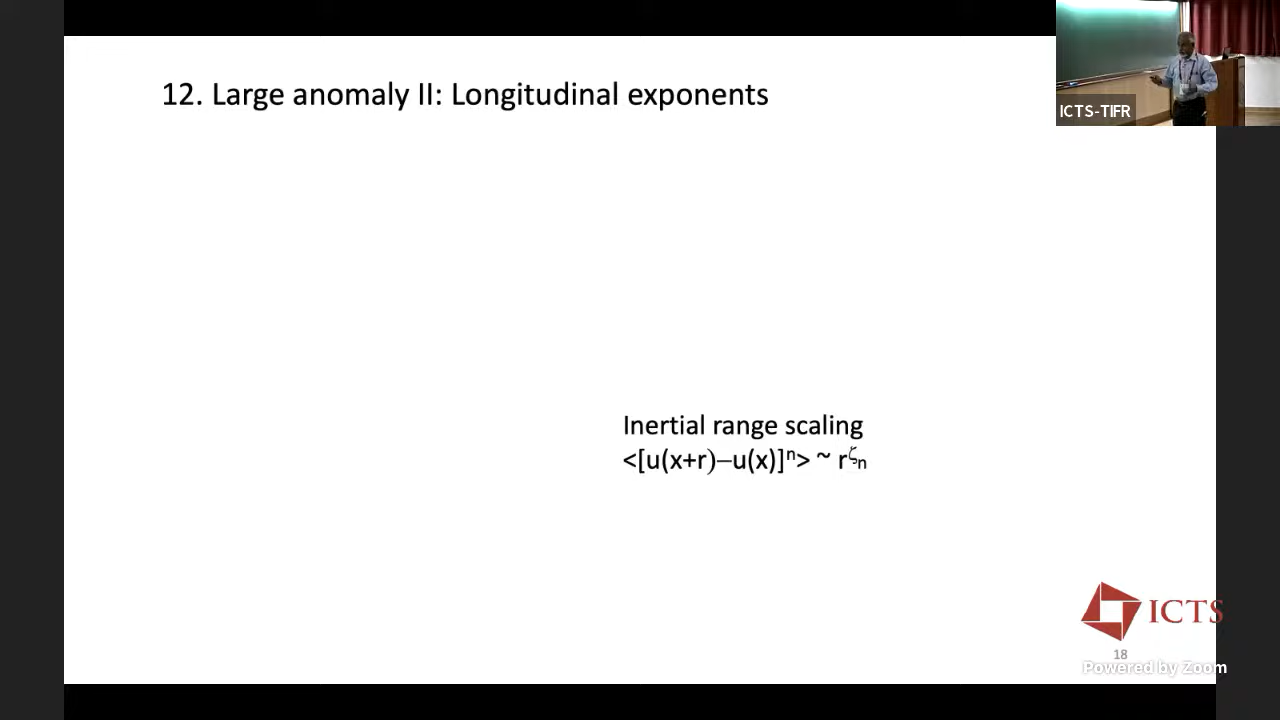 12. Large anomaly II: Longitudinal exponents
ICTS-TIFR
Inertial range scaling
<[u(x+r)–u(x)]ⁿ> ~ r^ζn
ICTS
18
Powered by Zoom